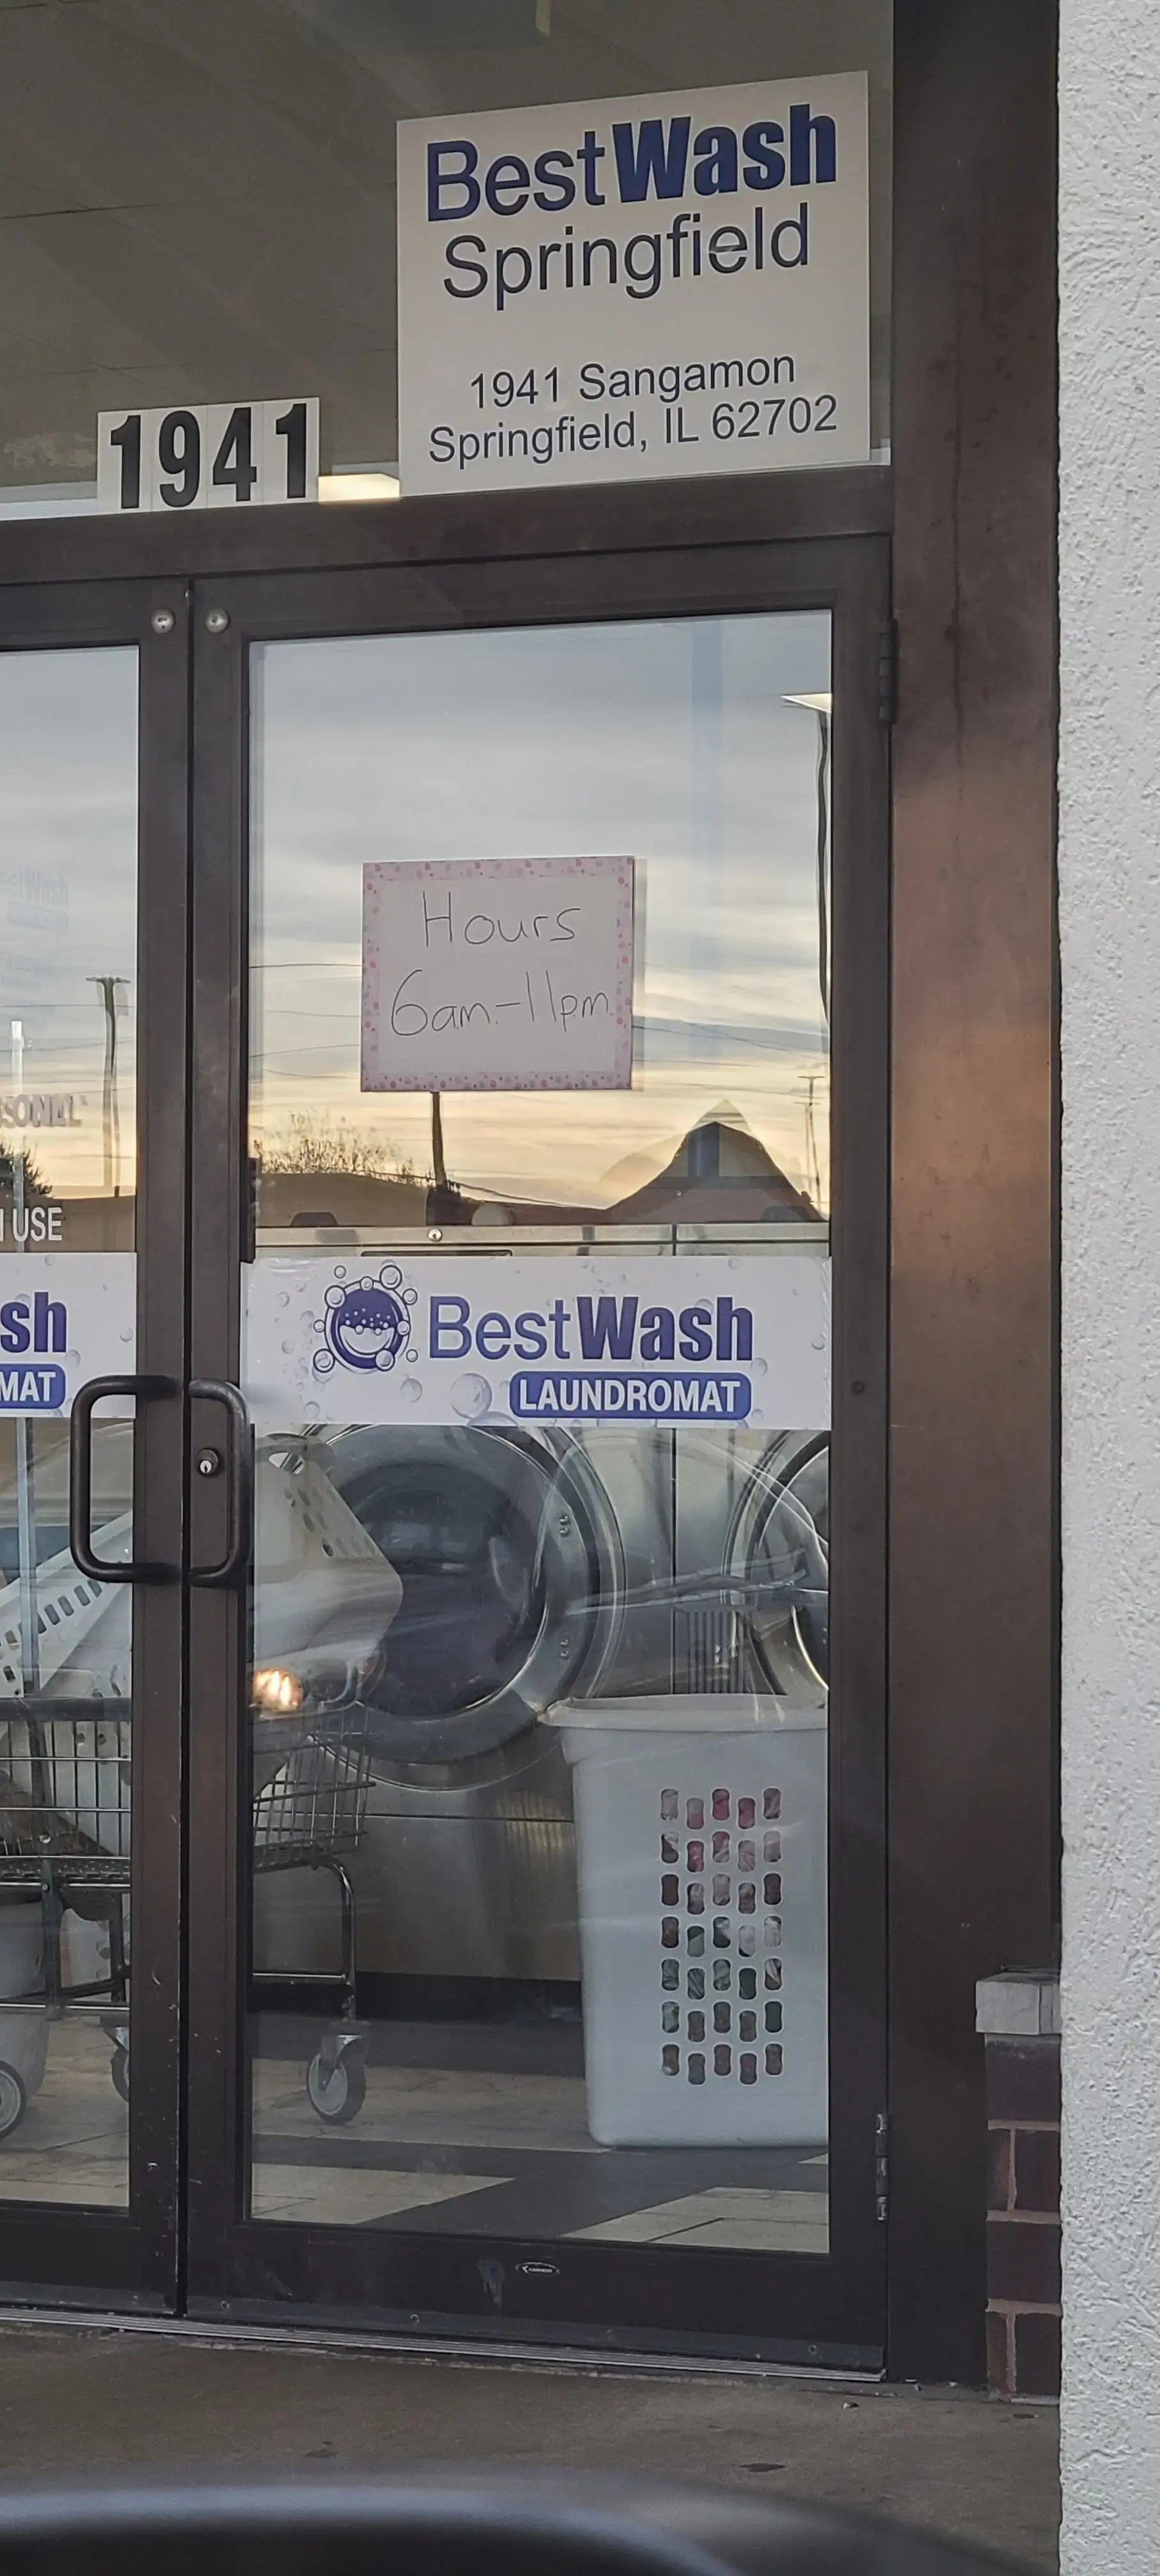 BestWash
Springfield
1941 Sangamon
Springfield, IL 62702
1941
Hours
6am-11pm
USE
sh
MAT
BestWash
LAUNDROMAT